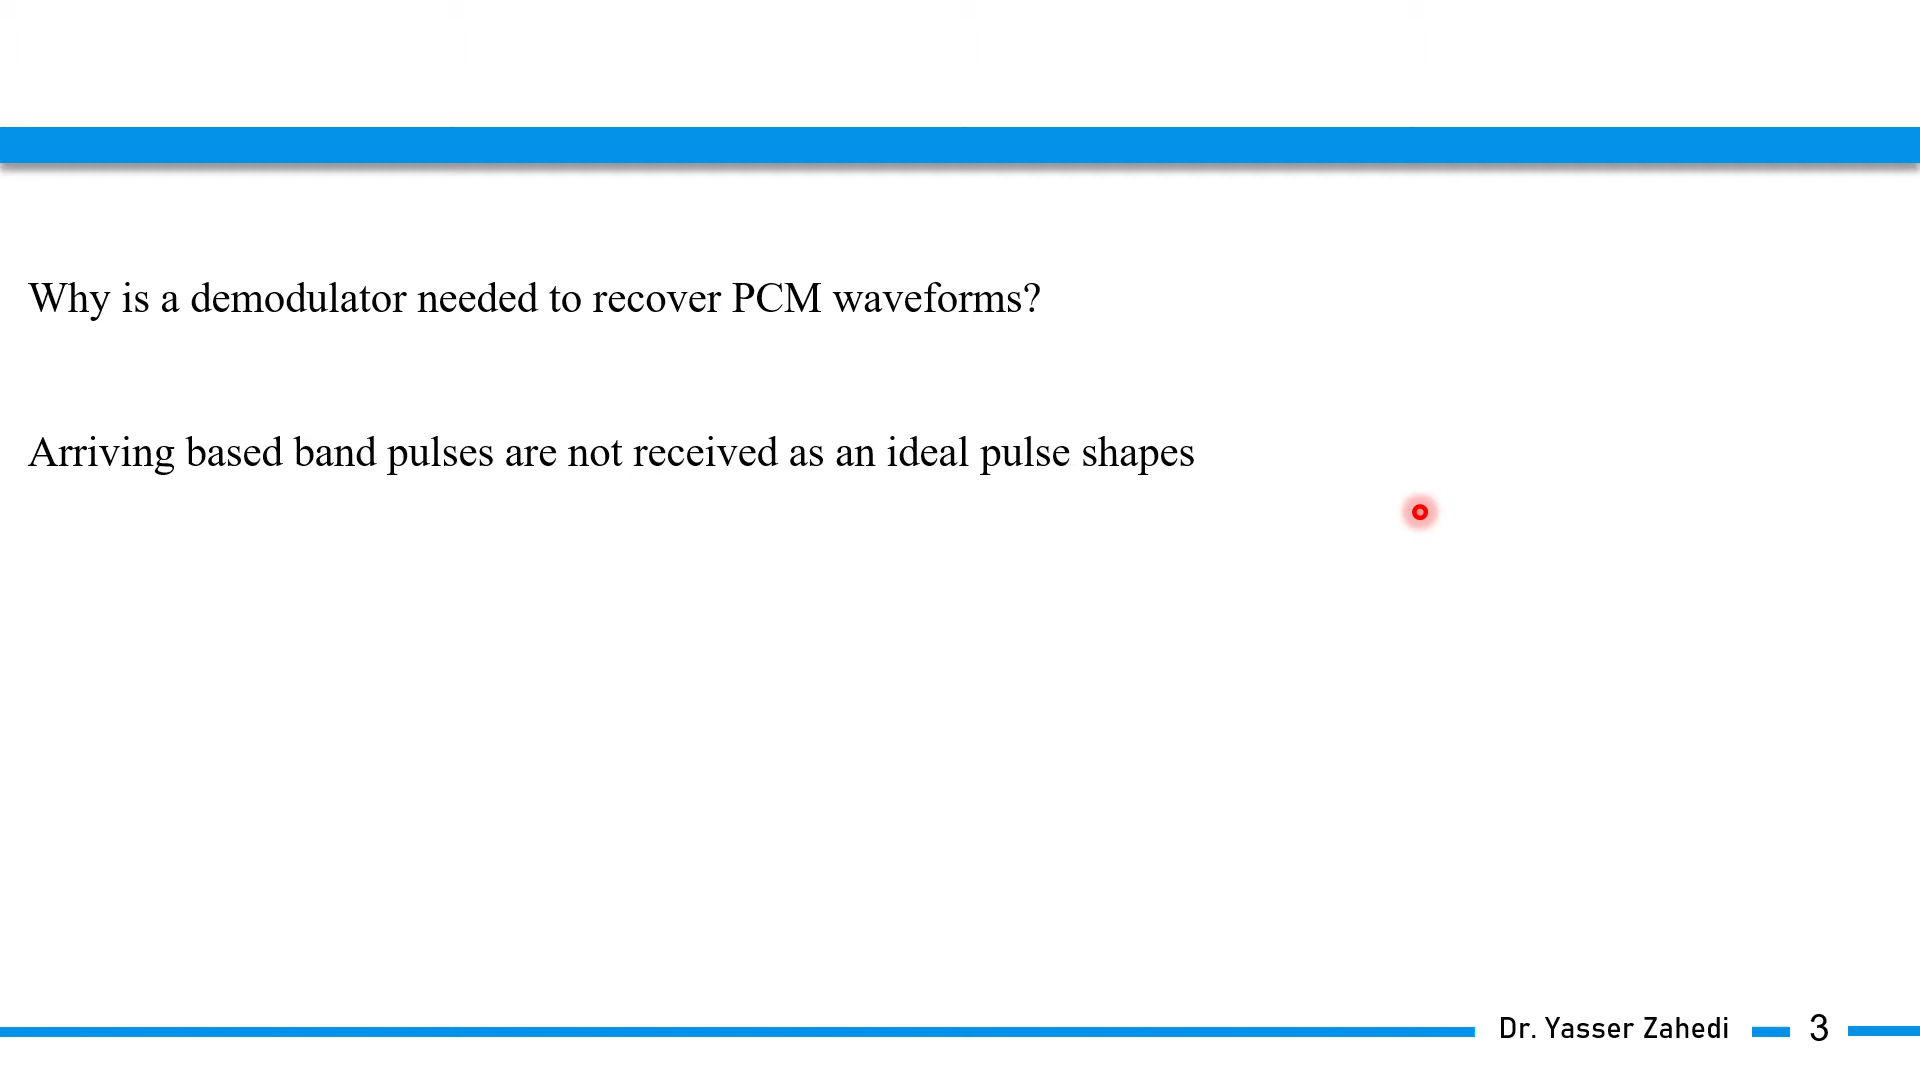 Why is a demodulator needed to recover PCM waveforms?
Arriving based band pulses are not received as an ideal pulse shapes
Dr. Yasser Zahedi 3